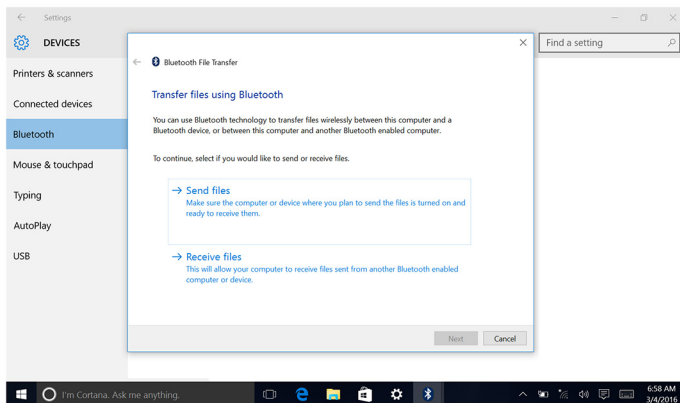 Settings
DEVICES
Find a setting
Printers & scanners
Connected devices
Bluetooth
Mouse & touchpad
Typing
AutoPlay
USB
Bluetooth File Transfer
Transfer files using Bluetooth
You can use Bluetooth technology to transfer files wirelessly between this computer and a
Bluetooth device, or between this computer and another Bluetooth enabled computer.
To continue, select if you would like to send or receive files.
Send files
Make sure the computer or device where you plan to send the files is turned on and
ready to receive them.
Receive files
This will allow your computer to receive files sent from another Bluetooth enabled
computer or device.
Next
Cancel
I'm Cortana. Ask me anything.
6:58 AM
3/4/2016